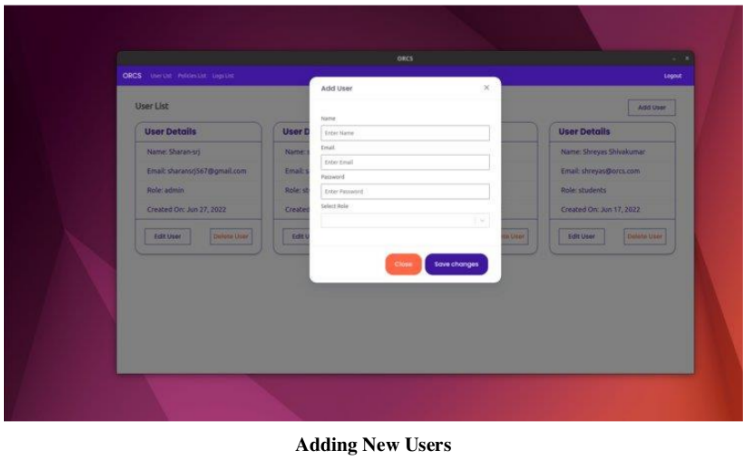 ORCS
ORCS User List Policies List Logs List Logout
User List Add User
User Details
Name: Sharan srj
Email: sharansrj567@gmail.com
Role: admin
Created On: Jun 27, 2022
Edit User Delete User
User D
Name: s
Email: s
Role: st
Created
Edit U
Add User ×
Name
Enter Name
Email
Enter Email
Password
Enter Password
Select Role
Close Save changes
te User
User Details
Name: Shreyas Shivakumar
Email: shreyas@orcs.com
Role: students
Created On: Jun 17, 2022
Edit User Delete User
Adding New Users